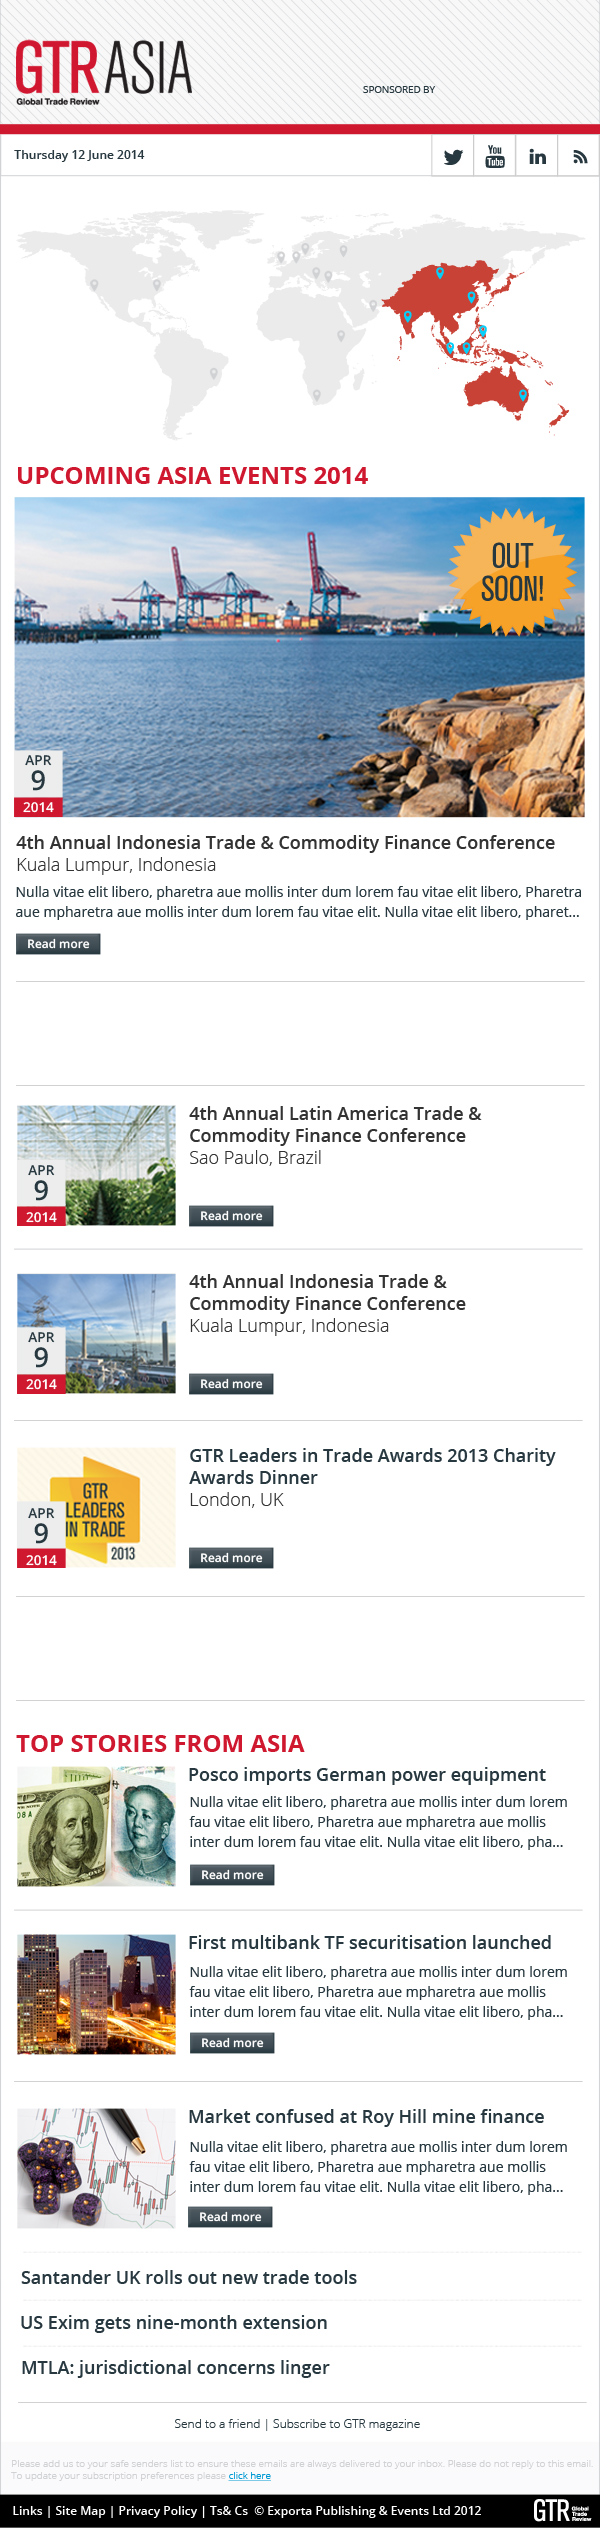 GTR ASIA
Global Trade Review
SPONSORED BY
Thursday 12 June 2014
You
Tube
in
UPCOMING ASIA EVENTS 2014
OUT
SOON!
APR
9
2014
4th Annual Indonesia Trade & Commodity Finance Conference
Kuala Lumpur, Indonesia
Nulla vitae elit libero, pharetra aue mollis inter dum lorem fau vitae elit libero, Pharetra
aue mpharetra aue mollis inter dum lorem fau vitae elit. Nulla vitae elit libero, pharet...
Read more
4th Annual Latin America Trade &
Commodity Finance Conference
Sao Paulo, Brazil
APR
9
2014
Read more
4th Annual Indonesia Trade &
Commodity Finance Conference
Kuala Lumpur, Indonesia
APR
9
2014
Read more
GTR Leaders in Trade Awards 2013 Charity
Awards Dinner
London, UK
GTR
LEADERS
IN TRADE
2013
APR
9
2014
Read more
TOP STORIES FROM ASIA
Posco imports German power equipment
Nulla vitae elit libero, pharetra aue mollis inter dum lorem
fau vitae elit libero, Pharetra aue mpharetra aue mollis
inter dum lorem fau vitae elit. Nulla vitae elit libero, pha...
Read more
First multibank TF securitisation launched
Nulla vitae elit libero, pharetra aue mollis inter dum lorem
fau vitae elit libero, Pharetra aue mpharetra aue mollis
inter dum lorem fau vitae elit. Nulla vitae elit libero, pha...
Read more
Market confused at Roy Hill mine finance
Nulla vitae elit libero, pharetra aue mollis inter dum lorem
fau vitae elit libero, Pharetra aue mpharetra aue mollis
inter dum lorem fau vitae elit. Nulla vitae elit libero, pha...
Read more
Santander UK rolls out new trade tools
US Exim gets nine-month extension
MTLA: jurisdictional concerns linger
Send to a friend | Subscribe to GTR magazine
Please add us to your safe senders list to ensure these emails are always delivered to your inbox. Please do not reply to this email.
To update your subscription preferences please click here
Links | Site Map | Privacy Policy | Ts& Cs © Exporta Publishing & Events Ltd 2012
GTR Global Trade Review